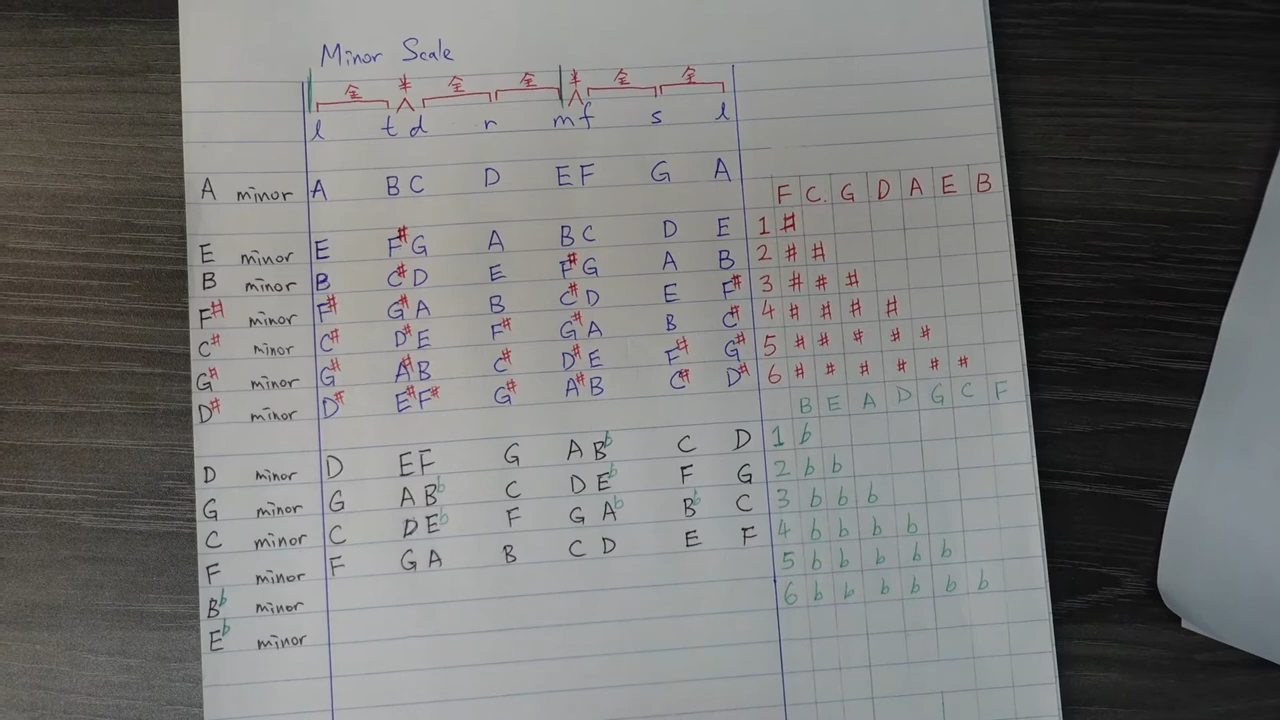 Minor Scale
全 半 全 全 半 全 全
l t d r m f s l
A minor A B C D E F G A
F C. G D A E B
E minor E F# G A B C D E 1 #
B minor B C# D E F# G A B 2 # #
F# minor F# G# A B C# D E F# 3 # # #
C# minor C# D# E F# G# A B C# 4 # # # #
G# minor G# A# B C# D# E F# G# 5 # # # # #
D# minor D# E# F# G# A# B C# D# 6 # # # # # #
B E A D G C F
D minor D E F G A Bb C D 1 b
G minor G A Bb C D Eb F G 2 b b
C minor C D Eb F G Ab Bb C 3 b b b
F minor F G A B C D E F 4 b b b b
Bb minor 5 b b b b b
Eb minor 6 b b b b b b